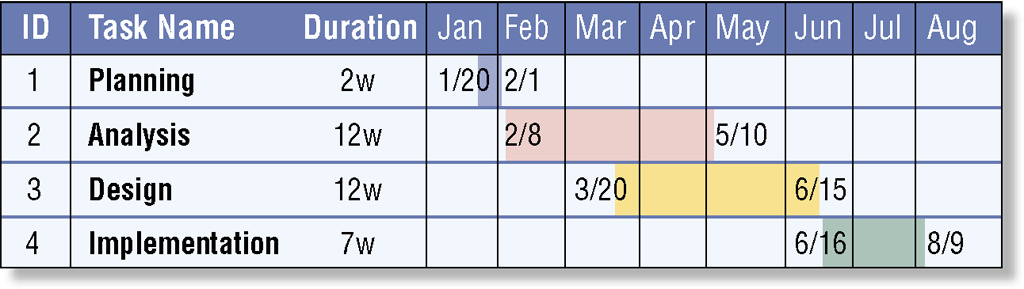 ID Task Name Duration Jan Feb Mar Apr May Jun Jul Aug
1 Planning 2w 1/20 2/1
2 Analysis 12w 2/8 5/10
3 Design 12w 3/20 6/15
4 Implementation 7w 6/16 8/9